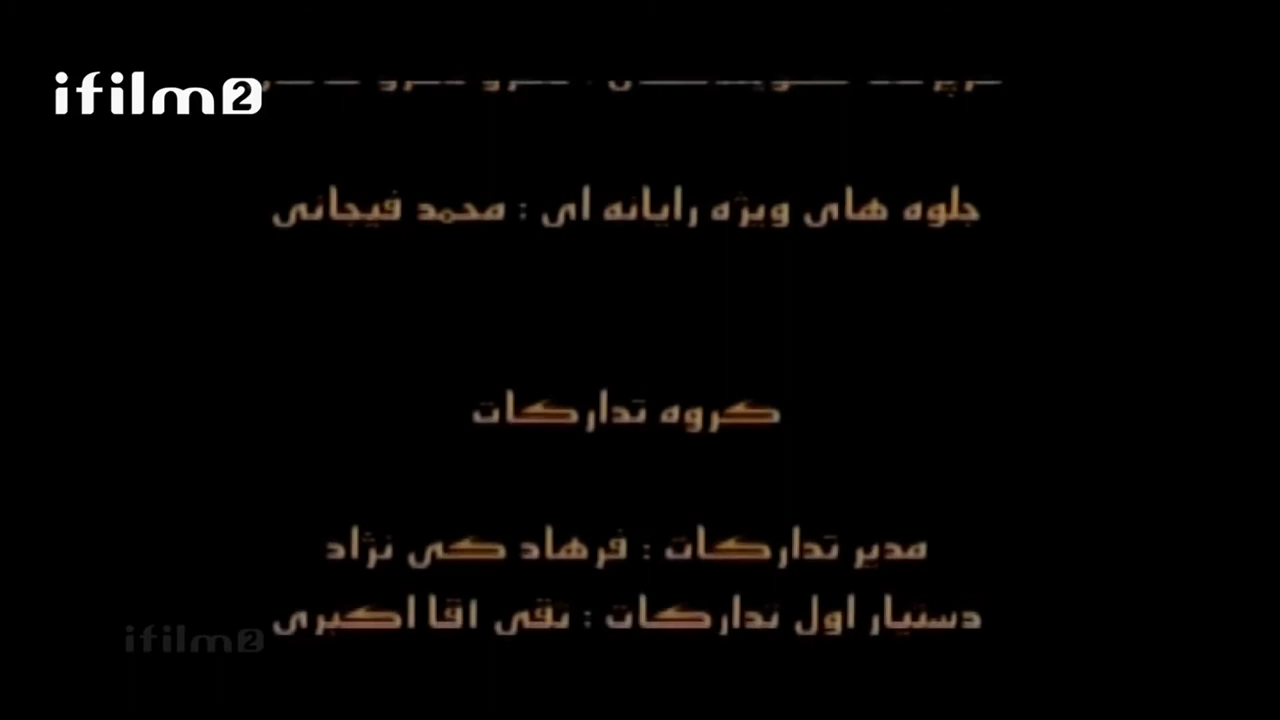 ifilm2
جلوه های ویژه رایانه ای : محمد فیجانی
گروه تدارکات
مدیر تدارکات : فرهاد کی نژاد
دستیار اول تدارکات : تقی آقا اکبری
ifilm2